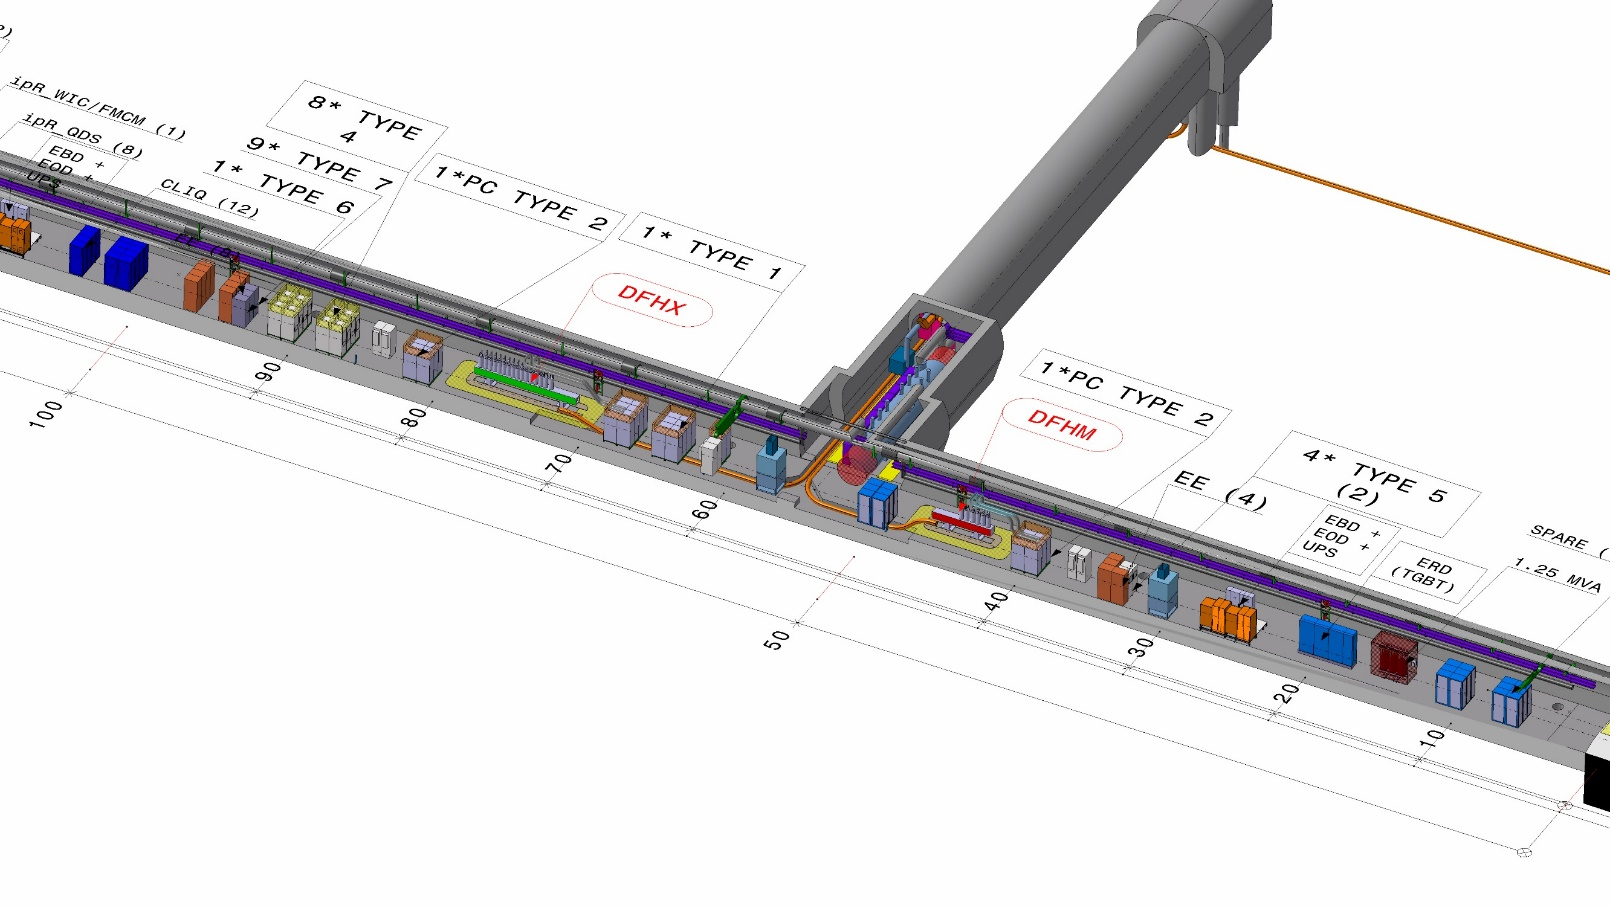 ipR_WIC/FMCM (1)
ipR_QDS (8)
EBD +
EOD +
UPS
CLIQ (12)
8* TYPE
4
9* TYPE 7
1* TYPE 6
1*PC TYPE 2
1* TYPE 1
DFHX
1*PC TYPE 2
DFHM
EE (4)
4* TYPE 5
(2)
EBD +
EOD +
UPS
ERD
(TGBT)
SPARE (
1.25 MVA
100
90
80
70
60
50
40
30
20
10